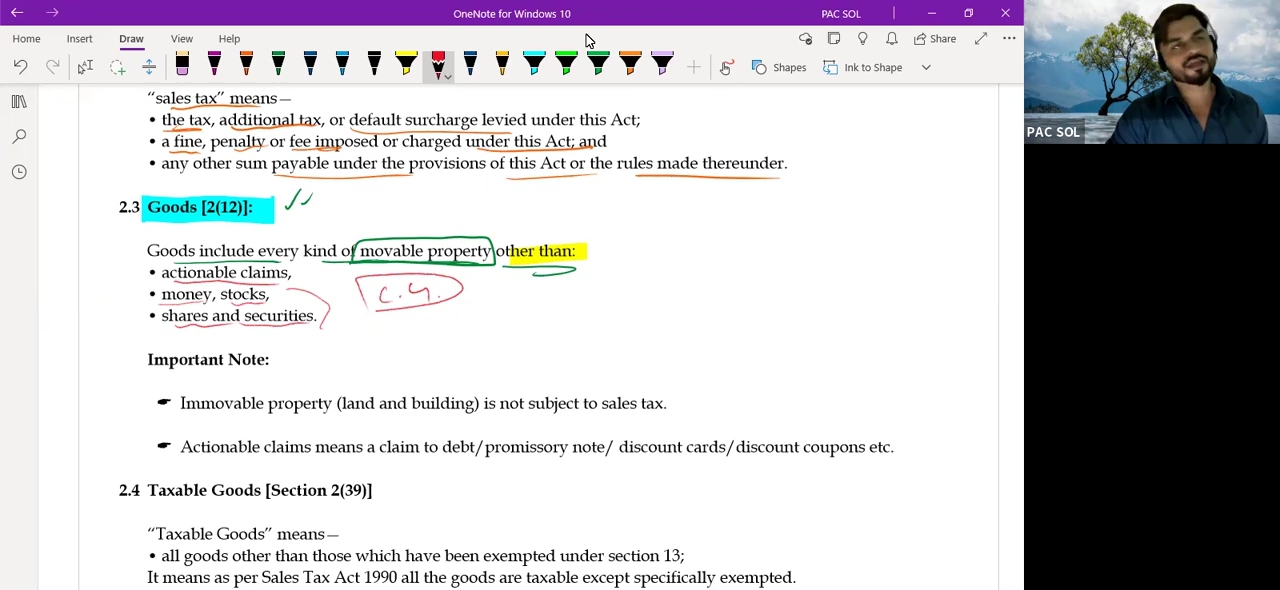 OneNote for Windows 10
PAC SOL
Home Insert Draw View Help
Share
Shapes Ink to Shape
“sales tax” means—
• the tax, additional tax, or default surcharge levied under this Act;
• a fine, penalty or fee imposed or charged under this Act; and
• any other sum payable under the provisions of this Act or the rules made thereunder.
2.3 Goods [2(12)]:
Goods include every kind of movable property other than:
• actionable claims,
• money, stocks,
• shares and securities.
Important Note:
Immovable property (land and building) is not subject to sales tax.
Actionable claims means a claim to debt/promissory note/ discount cards/discount coupons etc.
2.4 Taxable Goods [Section 2(39)]
“Taxable Goods” means—
• all goods other than those which have been exempted under section 13;
It means as per Sales Tax Act 1990 all the goods are taxable except specifically exempted.
PAC SOL